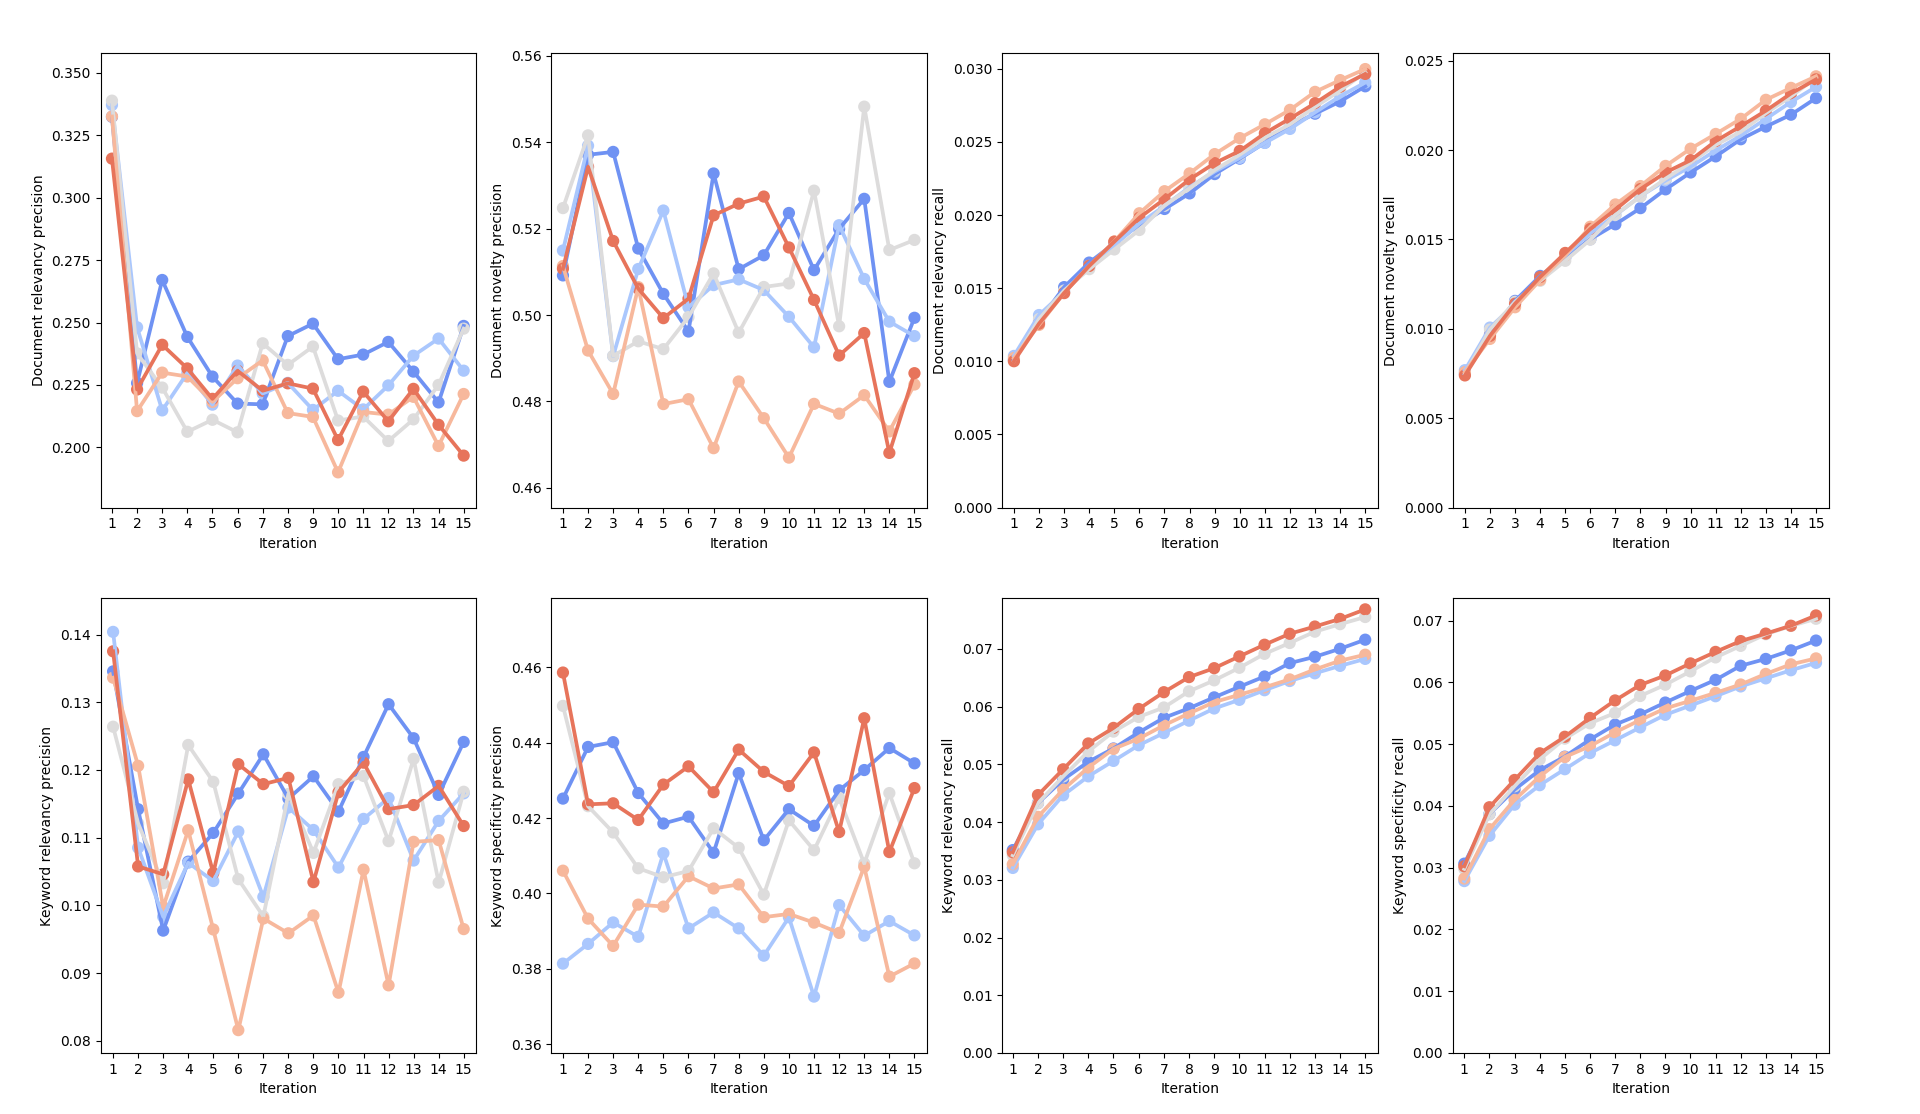 Document relevancy precision
0.350
0.325
0.300
0.275
0.250
0.225
0.200
1 2 3 4 5 6 7 8 9 10 11 12 13 14 15
Iteration
Document novelty precision
0.56
0.54
0.52
0.50
0.48
0.46
1 2 3 4 5 6 7 8 9 10 11 12 13 14 15
Iteration
Document relevancy recall
0.030
0.025
0.020
0.015
0.010
0.005
0.000
1 2 3 4 5 6 7 8 9 10 11 12 13 14 15
Iteration
Document novelty recall
0.025
0.020
0.015
0.010
0.005
0.000
1 2 3 4 5 6 7 8 9 10 11 12 13 14 15
Iteration
Keyword relevancy precision
0.14
0.13
0.12
0.11
0.10
0.09
0.08
1 2 3 4 5 6 7 8 9 10 11 12 13 14 15
Iteration
Keyword specificity precision
0.46
0.44
0.42
0.40
0.38
0.36
1 2 3 4 5 6 7 8 9 10 11 12 13 14 15
Iteration
Keyword relevancy recall
0.07
0.06
0.05
0.04
0.03
0.02
0.01
0.00
1 2 3 4 5 6 7 8 9 10 11 12 13 14 15
Iteration
Keyword specificity recall
0.07
0.06
0.05
0.04
0.03
0.02
0.01
0.00
1 2 3 4 5 6 7 8 9 10 11 12 13 14 15
Iteration